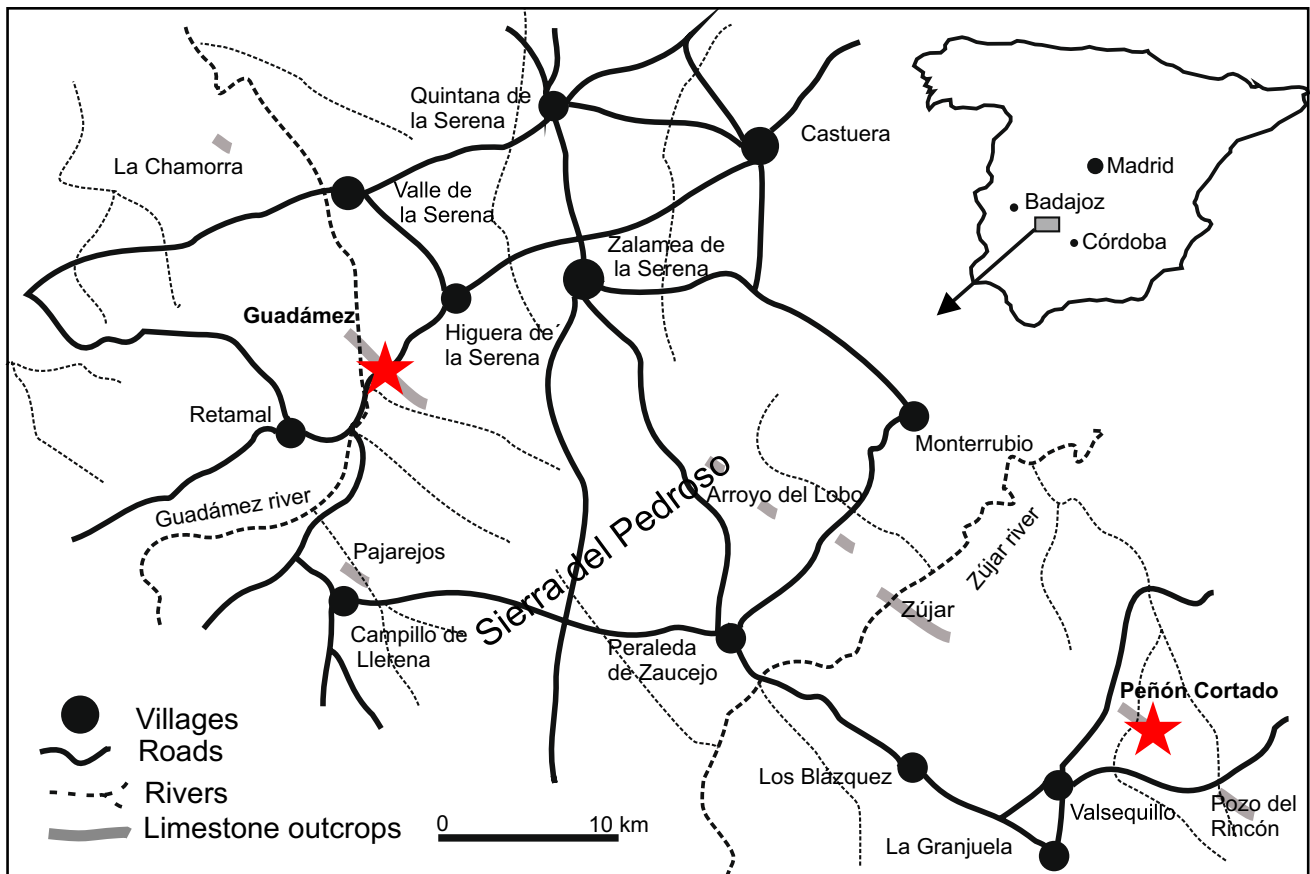 Quintana de
la Serena
Castuera
La Chamorra
Valle de
la Serena
Madrid
Badajoz
Córdoba
Zalamea de
la Serena
Guadámez
Higuera de
la Serena
Retamal
Monterrubio
Guadámez river
Arroyo del Lobo
Sierra del Pedroso
Zújar river
Pajarejos
Zújar
Campillo de
Llerena
Peraleda
de Zaucejo
Peñón Cortado
Villages
Roads
Rivers
Limestone outcrops
0 10 km
Los Blázquez
Valsequillo
Pozo del
Rincón
La Granjuela